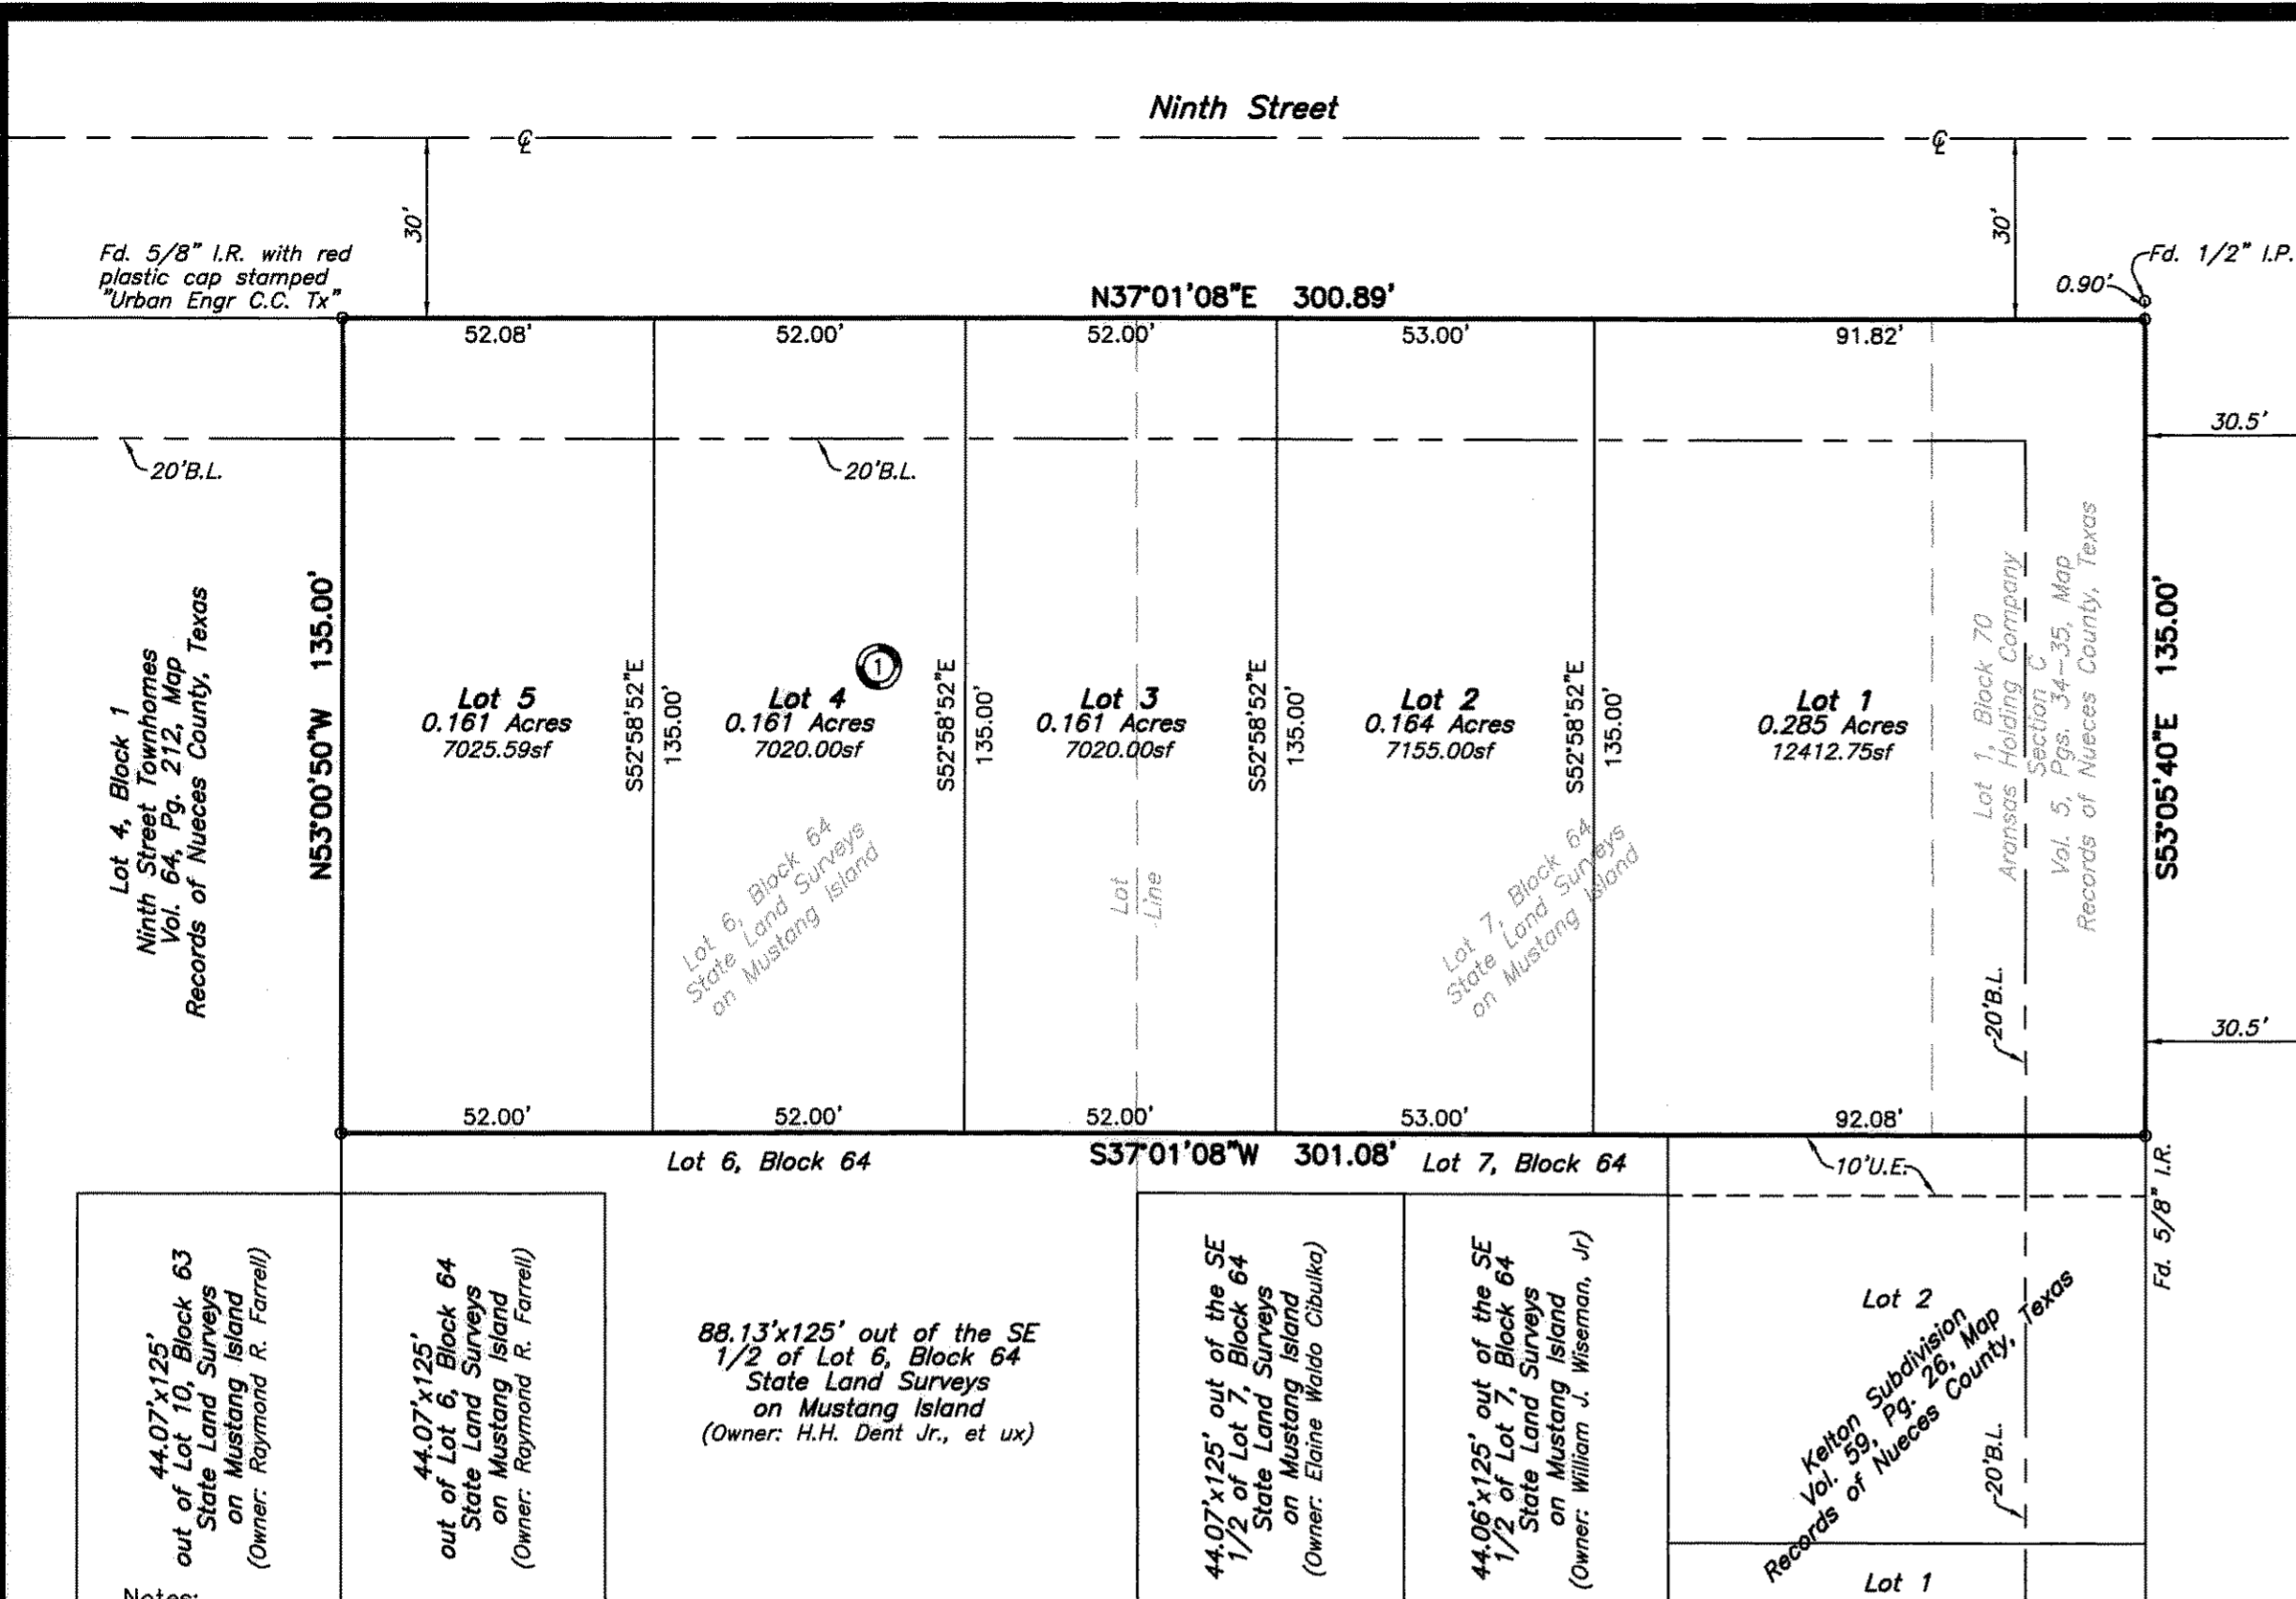 Ninth Street
℄
℄
30'
30'
Fd. 5/8" I.R. with red
plastic cap stamped
"Urban Engr C.C. Tx"
Fd. 1/2" I.P.
0.90'
N37°01'08"E 300.89'
52.08'
52.00'
52.00'
53.00'
91.82'
30.5'
20'B.L.
20'B.L.
Lot 4, Block 1
Ninth Street Townhomes
Vol. 64, Pg. 212, Map
Records of Nueces County, Texas
N53°00'50"W 135.00'
Lot 5
0.161 Acres
7025.59sf
S52°58'52"E
135.00'
1
Lot 4
0.161 Acres
7020.00sf
S52°58'52"E
135.00'
Lot 3
0.161 Acres
7020.00sf
S52°58'52"E
135.00'
Lot 2
0.164 Acres
7155.00sf
S52°58'52"E
135.00'
Lot 1
0.285 Acres
12412.75sf
Lot 1, Block 70
Aransas Holding Company
Section C
Vol. 5, Pgs. 34-35, Map
Records of Nueces County, Texas
S53°05'40"E 135.00'
Lot 6, Block 64
State Land Surveys
on Mustang Island
Lot
Line
Lot 7, Block 64
State Land Surveys
on Mustang Island
20'B.L.
30.5'
52.00'
52.00'
52.00'
53.00'
92.08'
Lot 6, Block 64
S37°01'08"W 301.08'
Lot 7, Block 64
10'U.E.
Fd. 5/8" I.R.
44.07'x125'
out of Lot 10, Block 63
State Land Surveys
on Mustang Island
(Owner: Raymond R. Farrell)
44.07'x125'
out of Lot 6, Block 64
State Land Surveys
on Mustang Island
(Owner: Raymond R. Farrell)
88.13'x125' out of the SE
1/2 of Lot 6, Block 64
State Land Surveys
on Mustang Island
(Owner: H.H. Dent Jr., et ux)
44.07'x125' out of the SE
1/2 of Lot 7, Block 64
State Land Surveys
on Mustang Island
(Owner: Elaine Waldo Cibulka)
44.06'x125' out of the SE
1/2 of Lot 7, Block 64
State Land Surveys
on Mustang Island
(Owner: William J. Wiseman, Jr)
Lot 2
Kelton Subdivision
Vol. 59, Pg. 26, Map
Records of Nueces County, Texas
20'B.L.
Lot 1
Notes: